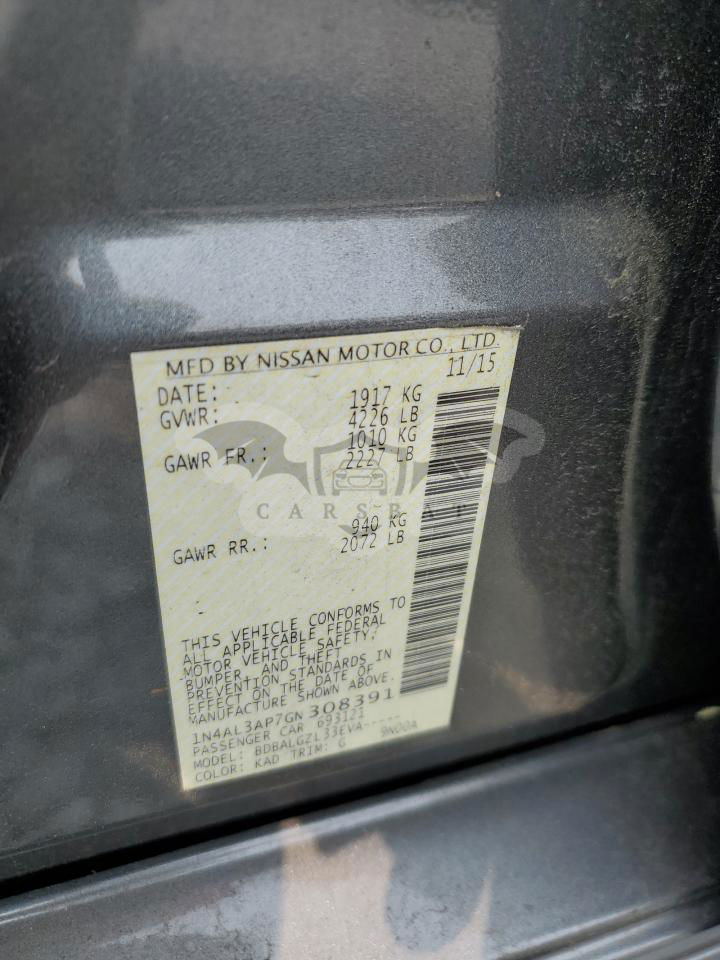 MFD BY NISSAN MOTOR CO., LTD.
DATE: 11/15
GVWR: 1917 KG
4226 LB
GAWR FR.: 1010 KG
2227 LB
CARSBAT
GAWR RR.: 940 KG
2072 LB
THIS VEHICLE CONFORMS TO
ALL APPLICABLE FEDERAL
MOTOR VEHICLE SAFETY,
BUMPER, AND THEFT
PREVENTION STANDARDS IN
EFFECT ON THE DATE OF
MANUFACTURE SHOWN ABOVE.
1N4AL3AP7GN308391
PASSENGER CAR 693121
MODEL: BDBALGZL33EVA-----
COLOR: KAD TRIM: G 9N00A